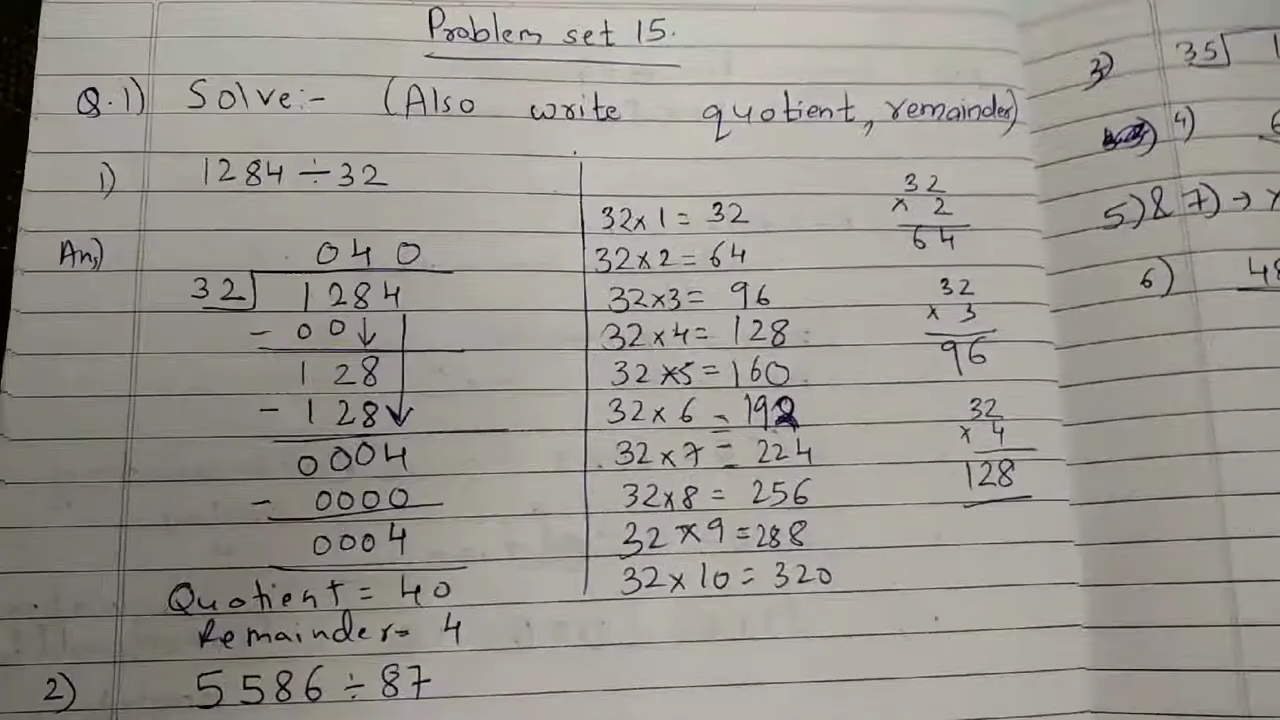 Problem set 15.
Q.1) Solve:- (Also write quotient, remainder)
1) 1284 ÷ 32
Ans)
040
32) 1284
- 00↓
128
- 128↓
0004
- 0000
0004
Quotient = 40
Remainder= 4
32x1 = 32
32x2 = 64
32x3 = 96
32x4 = 128
32x5 = 160
32x6 = 192
32x7 = 224
32x8 = 256
32x9 = 288
32x10 = 320
32
x 2
64
32
x 3
96
32
x 4
128
2) 5586 ÷ 87
3) 35) 1
4) 6
5) & 7) →
6) 48